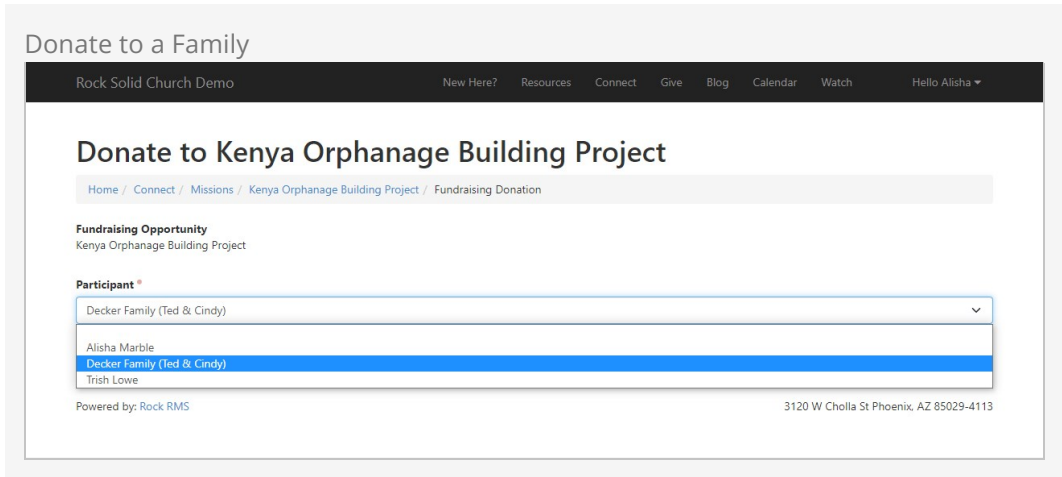 Donate to a Family
Rock Solid Church Demo New Here? Resources Connect Give Blog Calendar Watch Hello Alisha
Donate to Kenya Orphanage Building Project
Home / Connect / Missions / Kenya Orphanage Building Project / Fundraising Donation
Fundraising Opportunity
Kenya Orphanage Building Project
Participant *
Decker Family (Ted & Cindy)
Alisha Marble
Decker Family (Ted & Cindy)
Trish Lowe
Powered by: Rock RMS 3120 W Cholla St Phoenix, AZ 85029-4113